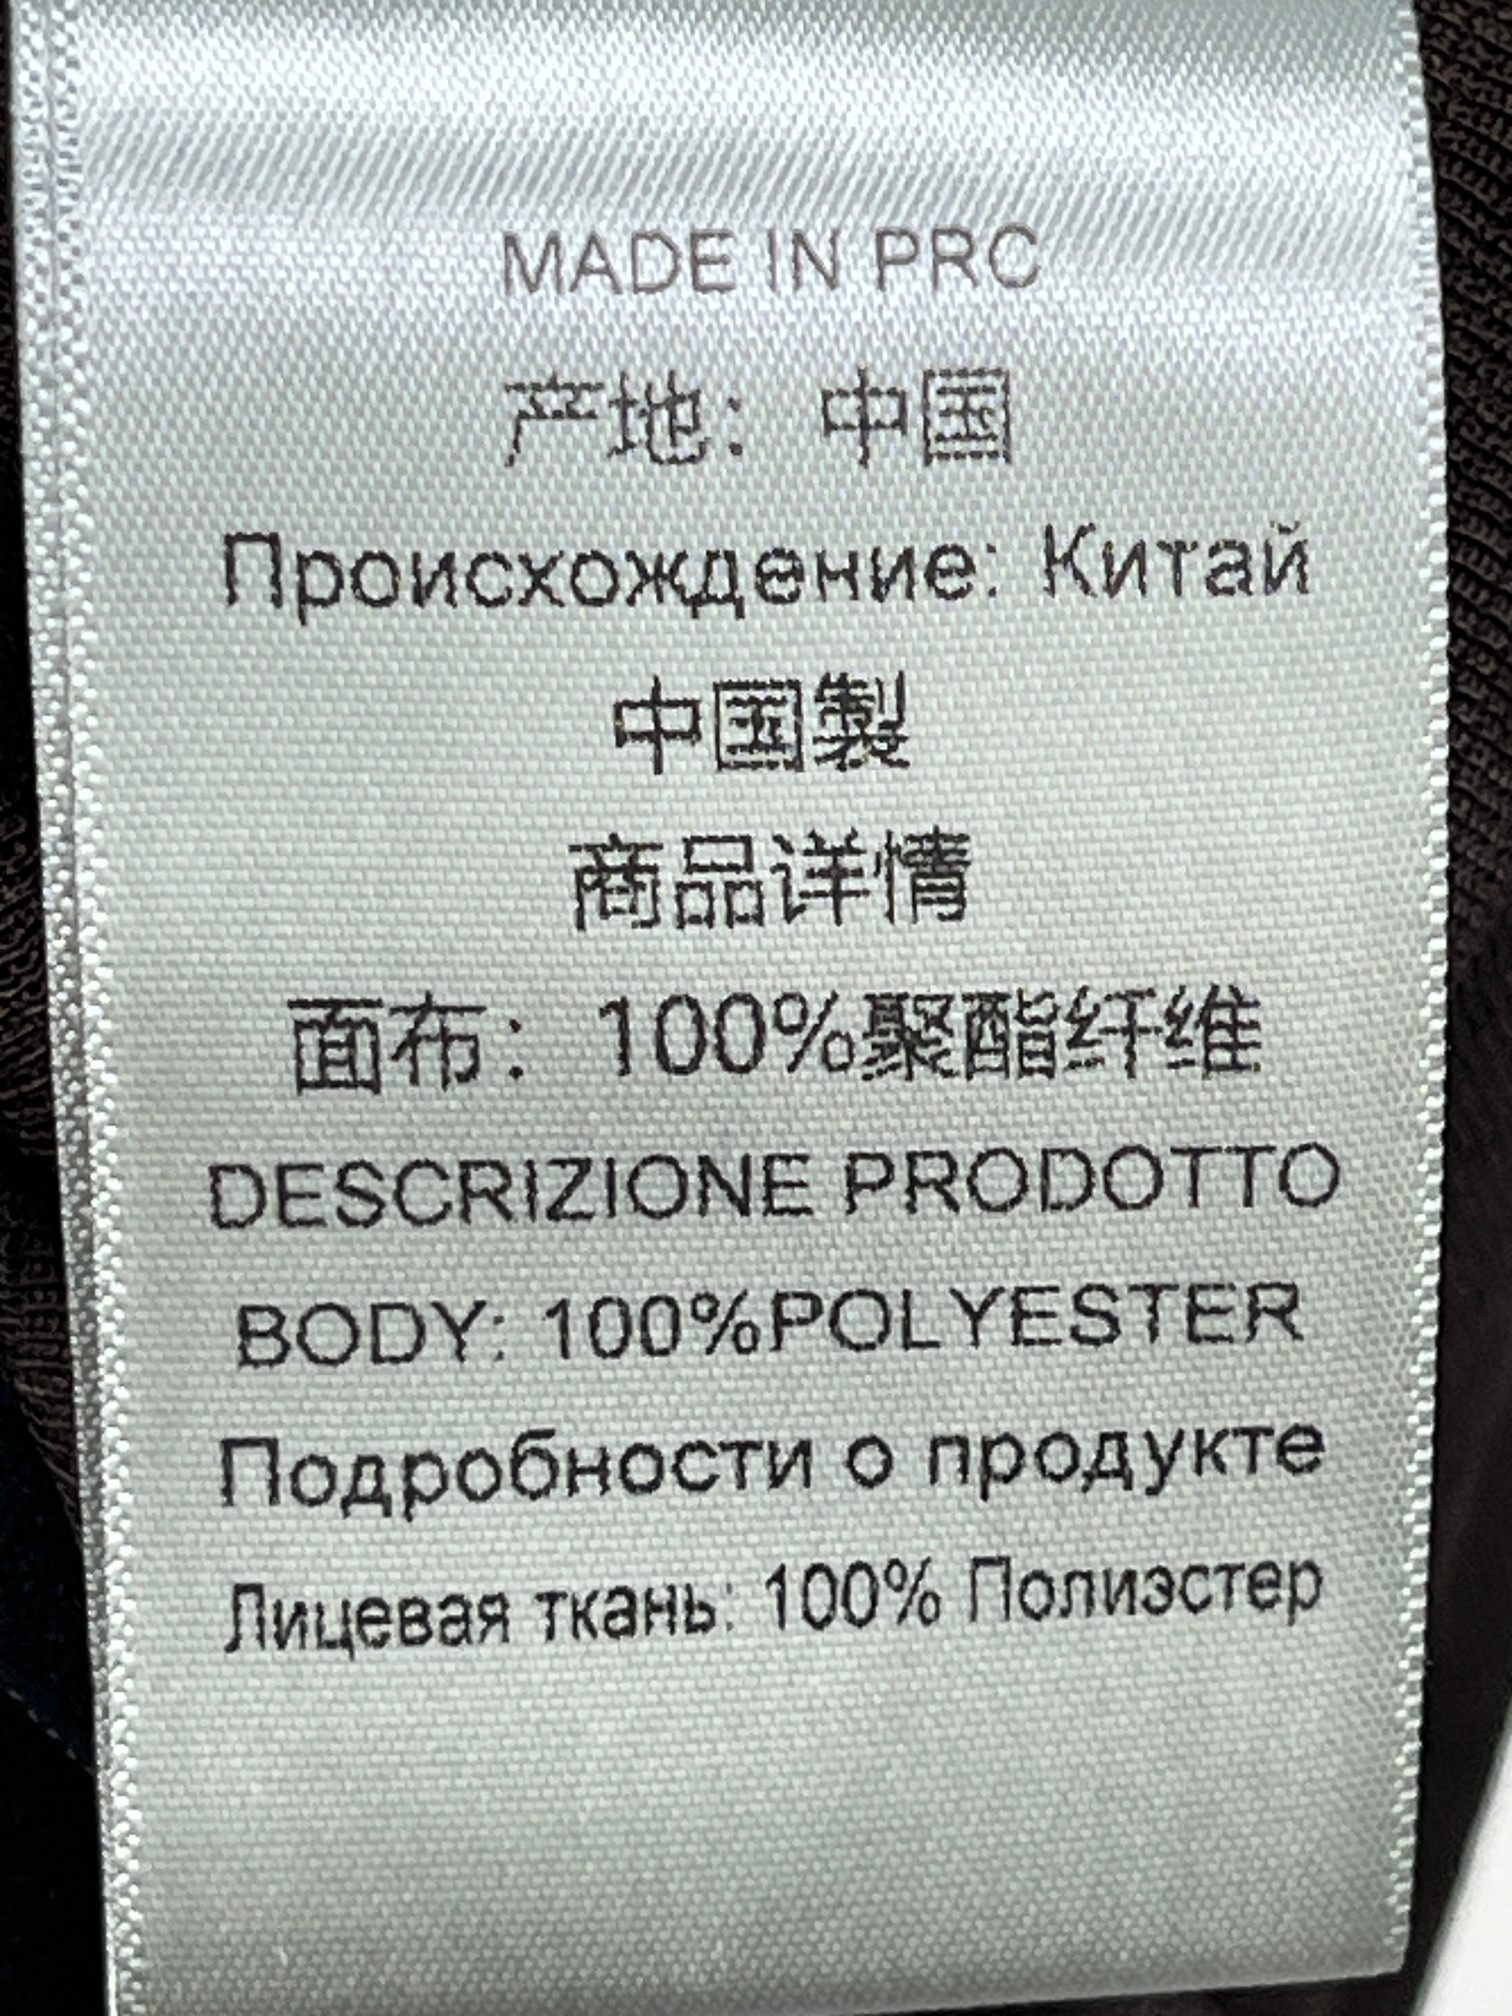 MADE IN PRC
产地：中国
Происхождение: Китай
中国製
商品详情
面布：100%聚酯纤维
DESCRIZIONE PRODOTTO
BODY: 100%POLYESTER
Подробности о продукте
Лицевая ткань: 100% Полиэстер